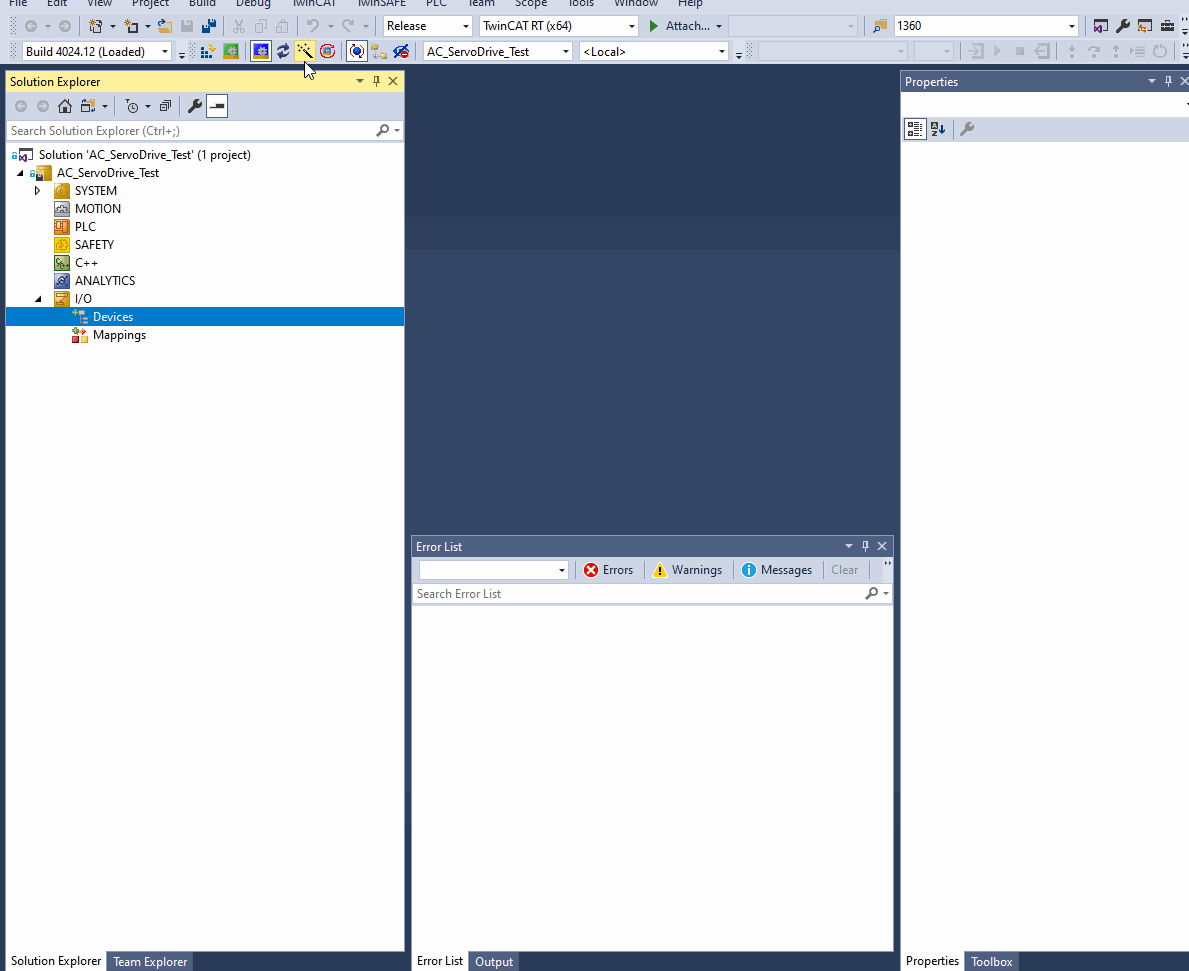 File Edit View Project Build Debug TwinCAT TwinSAFE PLC Team Scope Tools Window Help
Release TwinCAT RT (x64) Attach... 1360
Build 4024.12 (Loaded) AC_ServoDrive_Test <Local>
Solution Explorer
Search Solution Explorer (Ctrl+;)
Solution 'AC_ServoDrive_Test' (1 project)
AC_ServoDrive_Test
SYSTEM
MOTION
PLC
SAFETY
C++
ANALYTICS
I/O
Devices
Mappings
Solution Explorer Team Explorer
Error List
Errors Warnings Messages Clear
Search Error List
Error List Output
Properties
Properties Toolbox